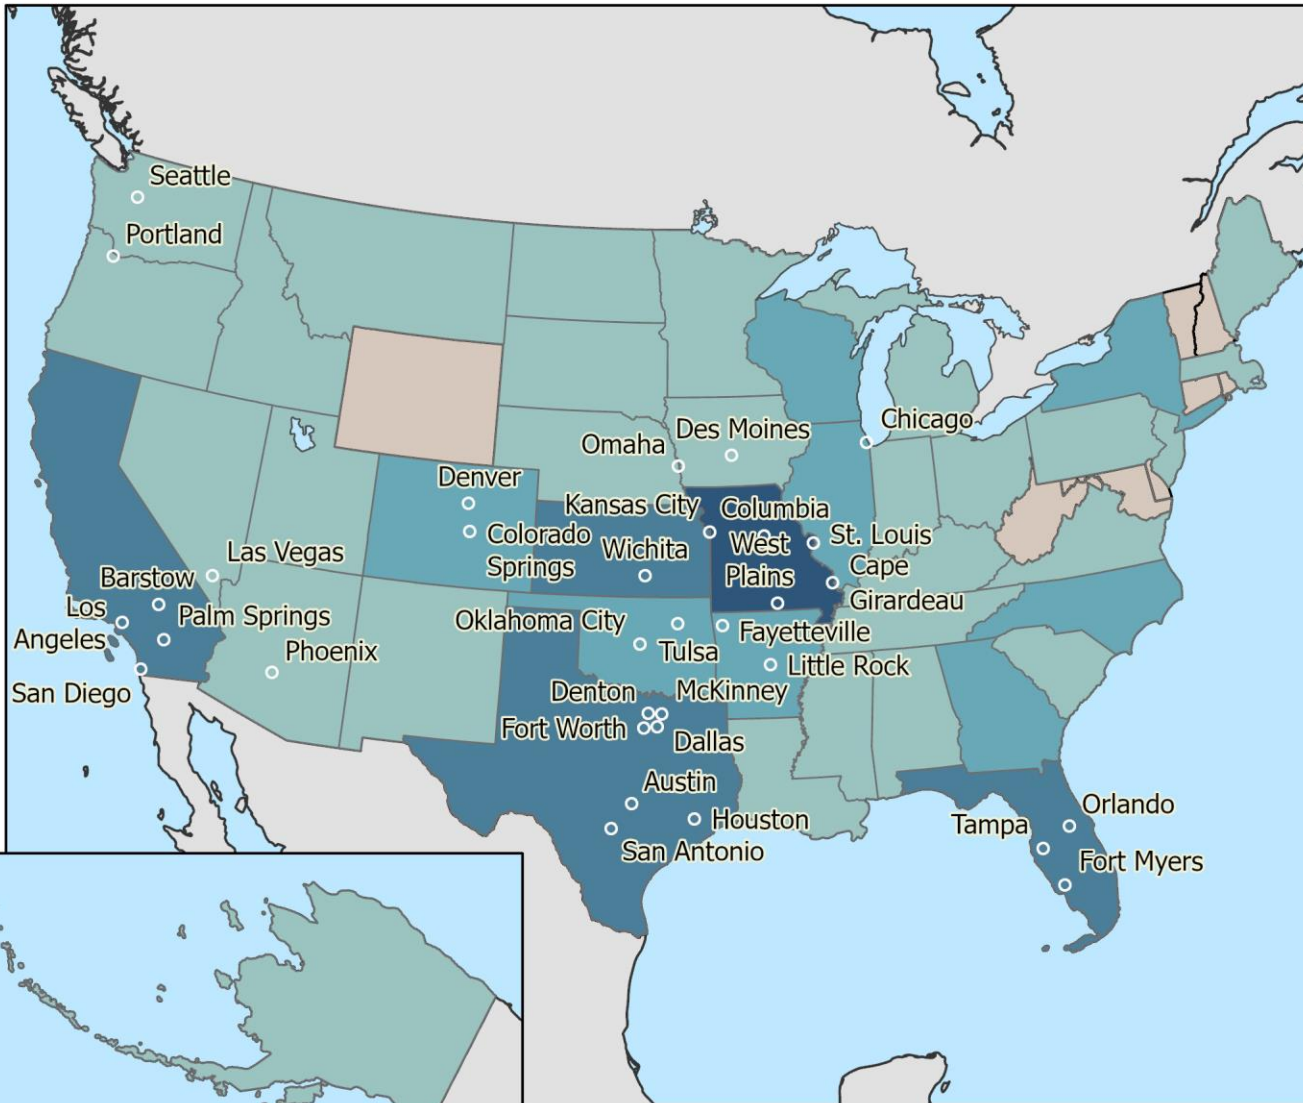 Seattle
Portland
Chicago
Des Moines
Omaha
Denver
Kansas City
Columbia
Colorado
Springs
Wichita
West
Plains
St. Louis
Las Vegas
Cape
Girardeau
Barstow
Los
Angeles
Palm Springs
Oklahoma City
Tulsa
Fayetteville
Phoenix
Little Rock
San Diego
Denton
McKinney
Fort Worth
Dallas
Austin
Houston
San Antonio
Orlando
Tampa
Fort Myers